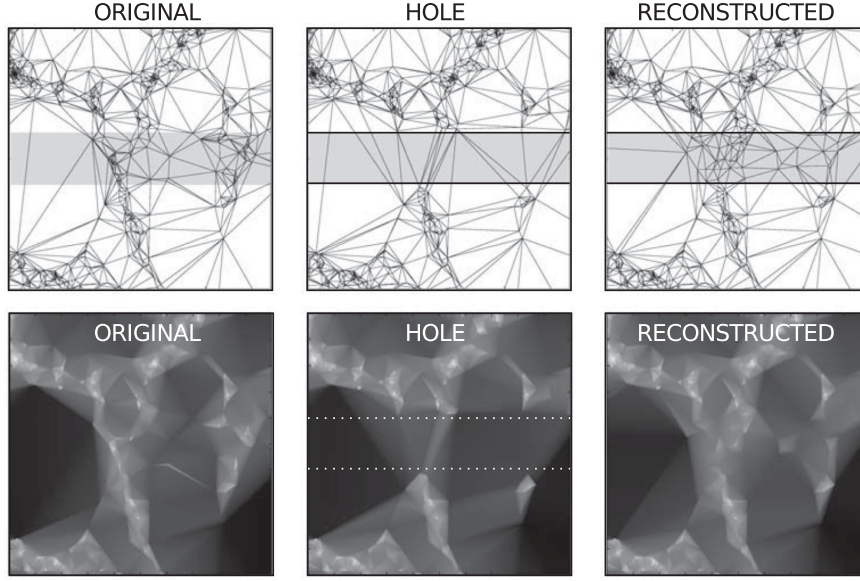 ORIGINAL
HOLE
RECONSTRUCTED
ORIGINAL
HOLE
RECONSTRUCTED